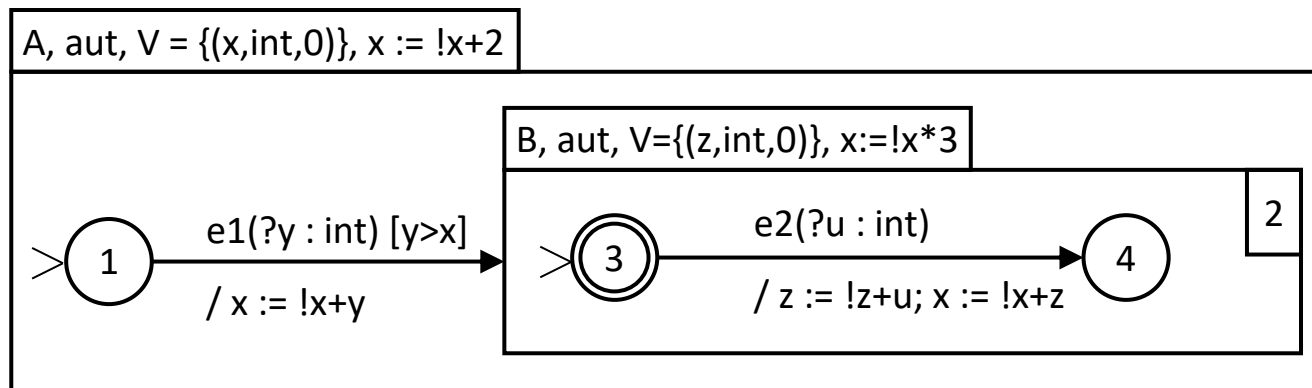 A, aut, V = {(x,int,0)}, x := !x+2
B, aut, V={(z,int,0)}, x:=!x*3
2
1
e1(?y : int) [y>x]
/ x := !x+y
3
e2(?u : int)
/ z := !z+u; x := !x+z
4